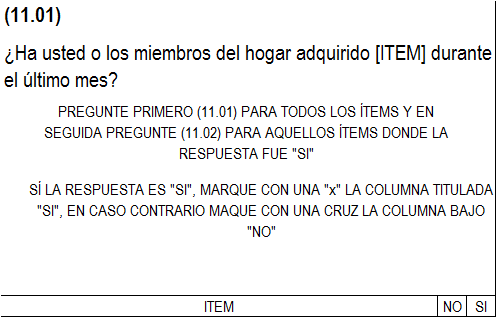 (11.01)
¿Ha usted o los miembros del hogar adquirido [ITEM] durante
el último mes?
PREGUNTE PRIMERO (11.01) PARA TODOS LOS ÍTEMS Y EN
SEGUIDA PREGUNTE (11.02) PARA AQUELLOS ÍTEMS DONDE LA
RESPUESTA FUE "SI"
SÍ LA RESPUESTA ES "SI", MARQUE CON UNA "x" LA COLUMNA TITULADA
"SI", EN CASO CONTRARIO MAQUE CON UNA CRUZ LA COLUMNA BAJO
"NO"
ITEM NO SI